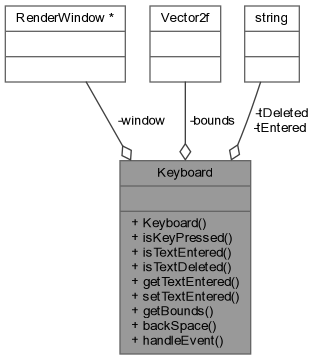 RenderWindow *
Vector2f
string
-window
-bounds
-tDeleted
-tEntered
Keyboard
+ Keyboard()
+ isKeyPressed()
+ isTextEntered()
+ isTextDeleted()
+ getTextEntered()
+ setTextEntered()
+ getBounds()
+ backSpace()
+ handleEvent()